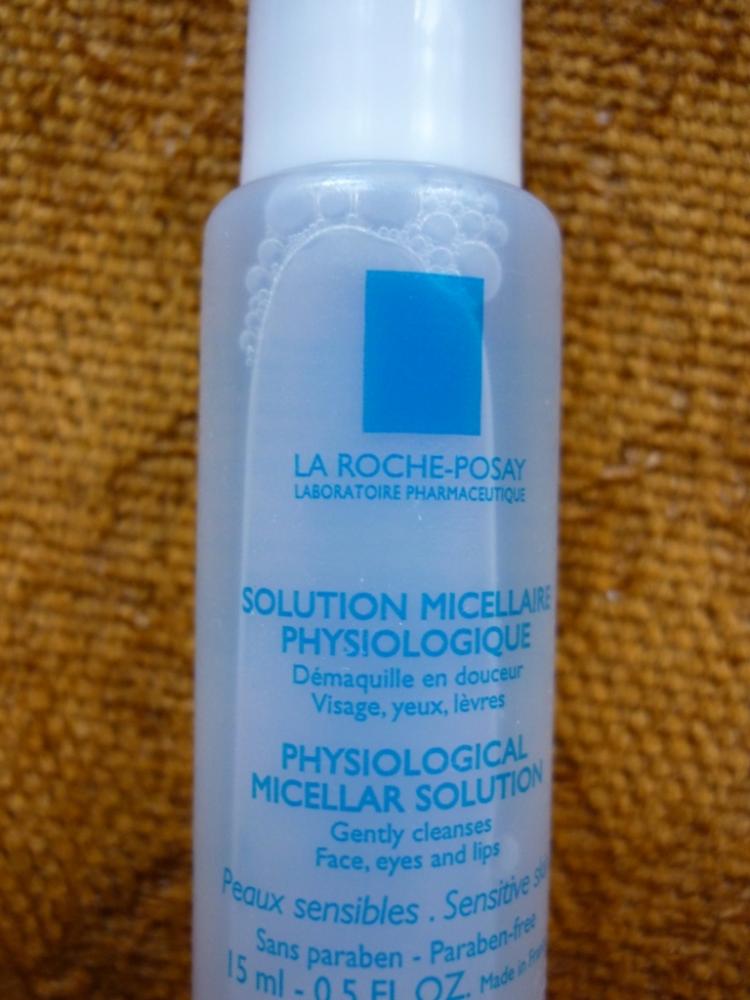 LA ROCHE-POSAY
LABORATOIRE PHARMACEUTIQUE
SOLUTION MICELLAIRE
PHYSIOLOGIQUE
Démaquille en douceur
Visage, yeux, lèvres
PHYSIOLOGICAL
MICELLAR SOLUTION
Gently cleanses
Face, eyes and lips
Peaux sensibles . Sensitive
Sans paraben - Paraben-free
15 ml - 0.5 FL OZ. Made in